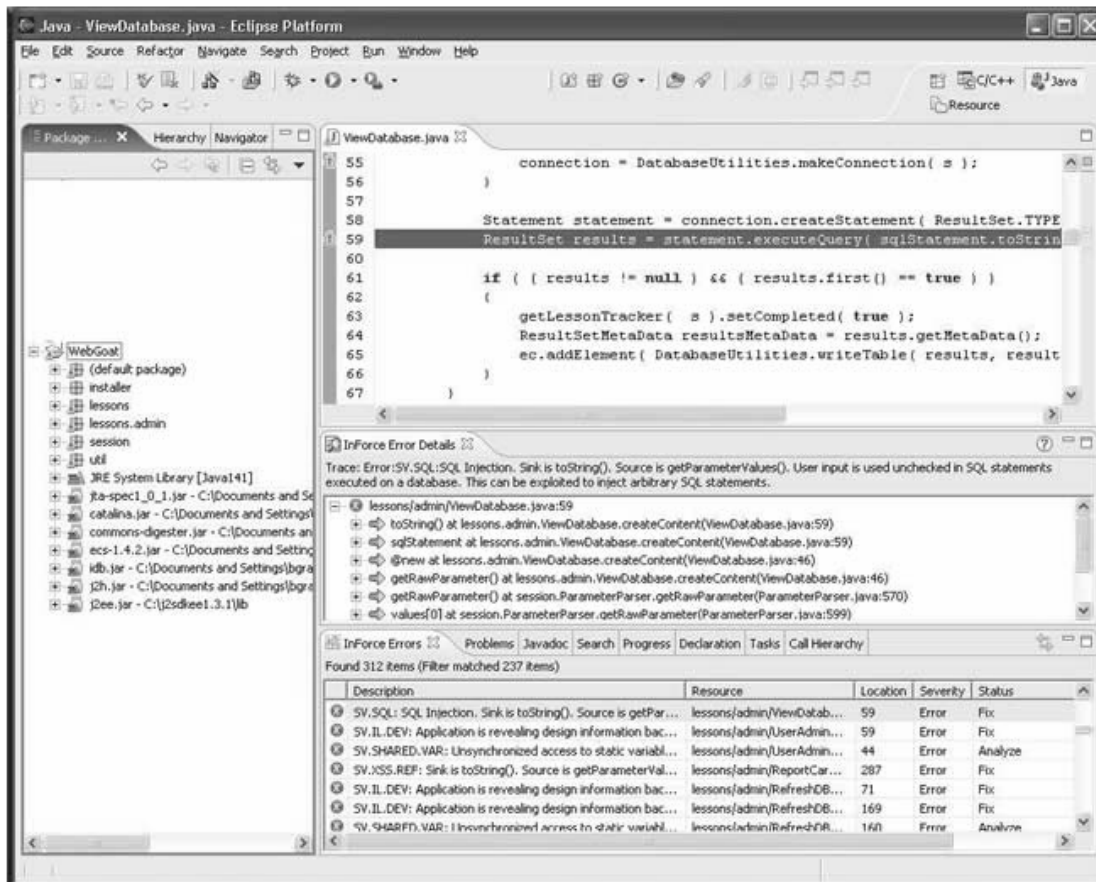 Java - ViewDatabase.java - Eclipse Platform
File Edit Source Refactor Navigate Search Project Run Window Help
C/C++ Java
Resource
Package ... Hierarchy Navigator
WebGoat
(default package)
installer
lessons
lessons.admin
session
util
JRE System Library [Java141]
jta-spec1_0_1.jar - C:\Documents and Se
catalina.jar - C:\Documents and Settings\
commons-digester.jar - C:\Documents an
ecs-1.4.2.jar - C:\Documents and Setting
idb.jar - C:\Documents and Settings\bgra
j2h.jar - C:\Documents and Settings\bgra
j2ee.jar - C:\j2sdkee1.3.1\lib
ViewDatabase.java
55 connection = DatabaseUtilities.makeConnection( s );
56 }
57
58 Statement statement = connection.createStatement( ResultSet.TYPE
59 ResultSet results = statement.executeQuery( sqlStatement.toStrin
60
61 if ( ( results != null ) && ( results.first() == true ) )
62 {
63 getLessonTracker( s ).setCompleted( true );
64 ResultSetMetaData resultsMetaData = results.getMetaData();
65 ec.addElement( DatabaseUtilities.writeTable( results, result
66 }
67 }
InForce Error Details
Trace: Error:SV.SQL:SQL Injection. Sink is toString(). Source is getParameterValues(). User input is used unchecked in SQL statements
executed on a database. This can be exploited to inject arbitrary SQL statements.
lessons/admin/ViewDatabase.java:59
toString() at lessons.admin.ViewDatabase.createContent(ViewDatabase.java:59)
sqlStatement at lessons.admin.ViewDatabase.createContent(ViewDatabase.java:59)
@new at lessons.admin.ViewDatabase.createContent(ViewDatabase.java:46)
getRawParameter() at lessons.admin.ViewDatabase.createContent(ViewDatabase.java:46)
getRawParameter() at session.ParameterParser.getRawParameter(ParameterParser.java:570)
values[0] at session.ParameterParser.getRawParameter(ParameterParser.java:599)
InForce Errors Problems Javadoc Search Progress Declaration Tasks Call Hierarchy
Found 312 items (Filter matched 237 items)
Description Resource Location Severity Status
SV.SQL: SQL Injection. Sink is toString(). Source is getPar... lessons/admin/ViewDatab... 59 Error Fix
SV.IL.DEV: Application is revealing design information bac... lessons/admin/UserAdmin... 59 Error Fix
SV.SHARED.VAR: Unsynchronized access to static variabl... lessons/admin/UserAdmin... 44 Error Analyze
SV.XSS.REF: Sink is toString(). Source is getParameterVal... lessons/admin/ReportCar... 287 Error Fix
SV.IL.DEV: Application is revealing design information bac... lessons/admin/RefreshDB... 71 Error Fix
SV.IL.DEV: Application is revealing design information bac... lessons/admin/RefreshDB... 169 Error Fix
SV.SHARED.VAR: Unsynchronized access to static variabl... lessons/admin/RefreshDB... 160 Error Analyze